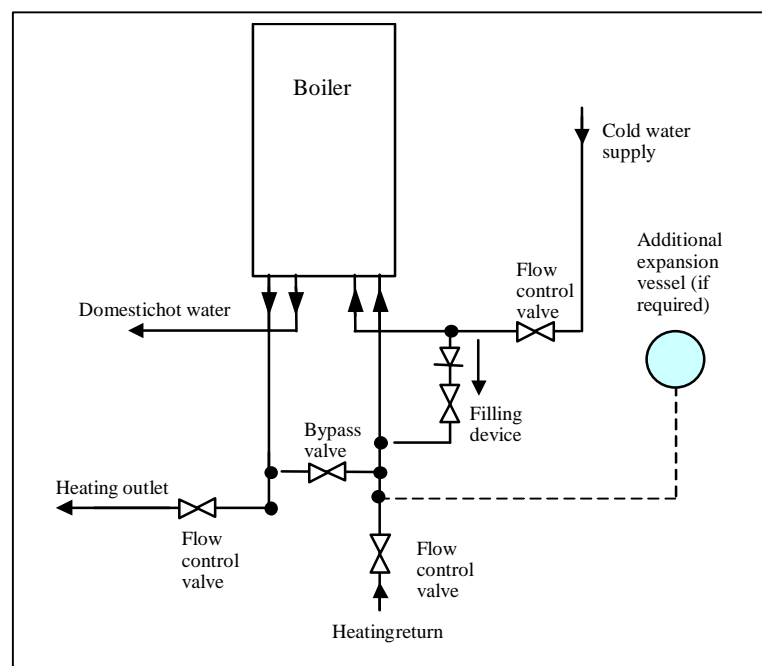 Boiler
Cold water
supply
Additional
expansion
vessel (if
required)
Flow
control
valve
Domestichot water
Filling
device
Bypass
valve
Heating outlet
Flow
control
valve
Flow
control
valve
Heatingreturn